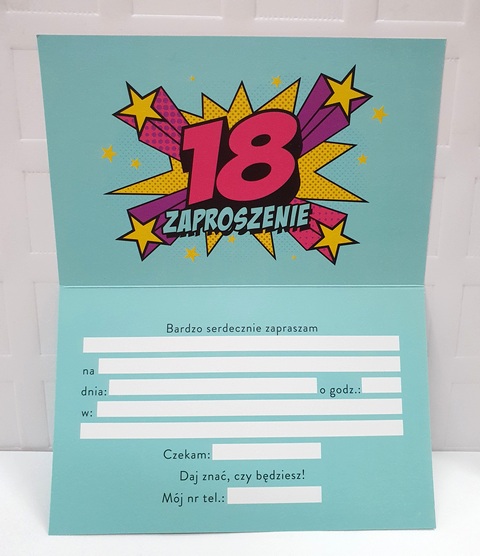 18
ZAPROSZENIE
Bardzo serdecznie zapraszam
na
dnia: o godz.:
w:
Czekam:
Daj znać, czy będziesz!
Mój nr tel.: